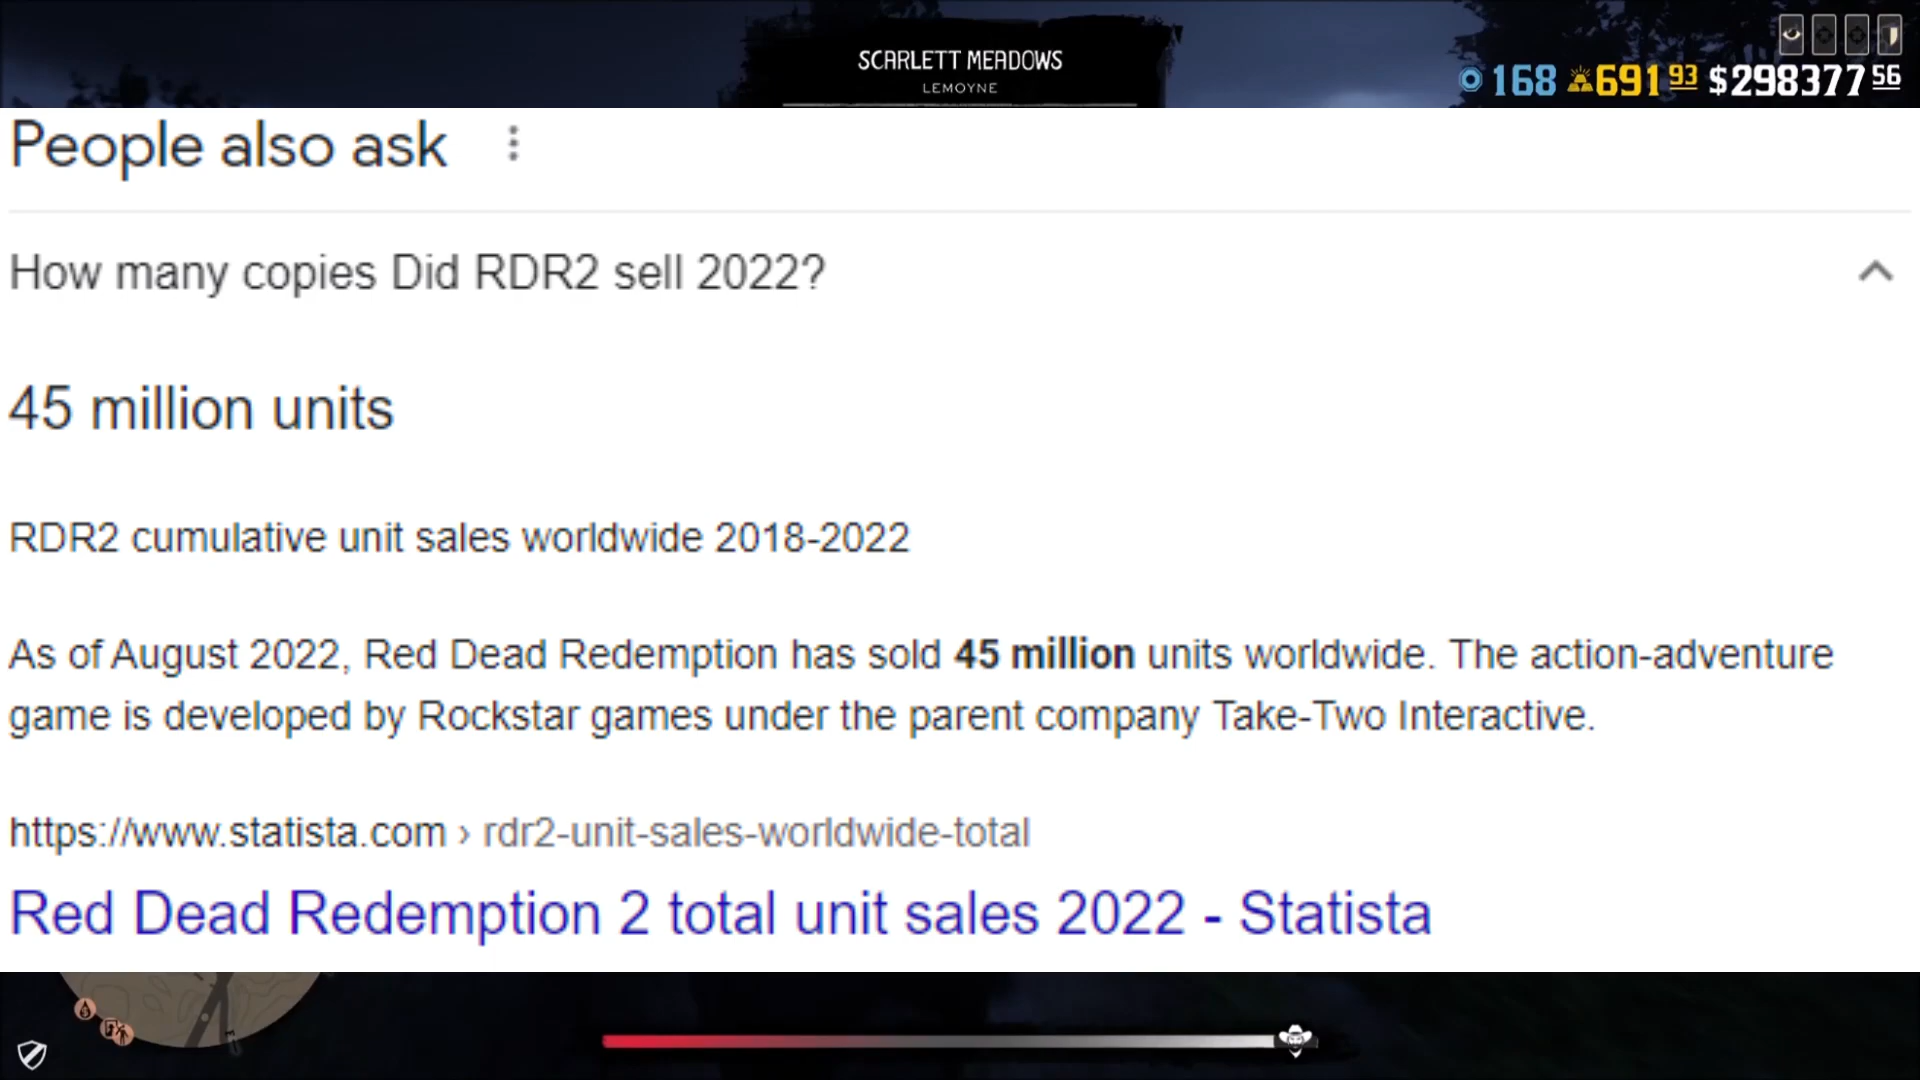 SCARLETT MEADOWS
LEMOYNE
168 691 93 $298377 56
People also ask
How many copies Did RDR2 sell 2022?
45 million units
RDR2 cumulative unit sales worldwide 2018-2022
As of August 2022, Red Dead Redemption has sold 45 million units worldwide. The action-adventure
game is developed by Rockstar games under the parent company Take-Two Interactive.
https://www.statista.com › rdr2-unit-sales-worldwide-total
Red Dead Redemption 2 total unit sales 2022 - Statista